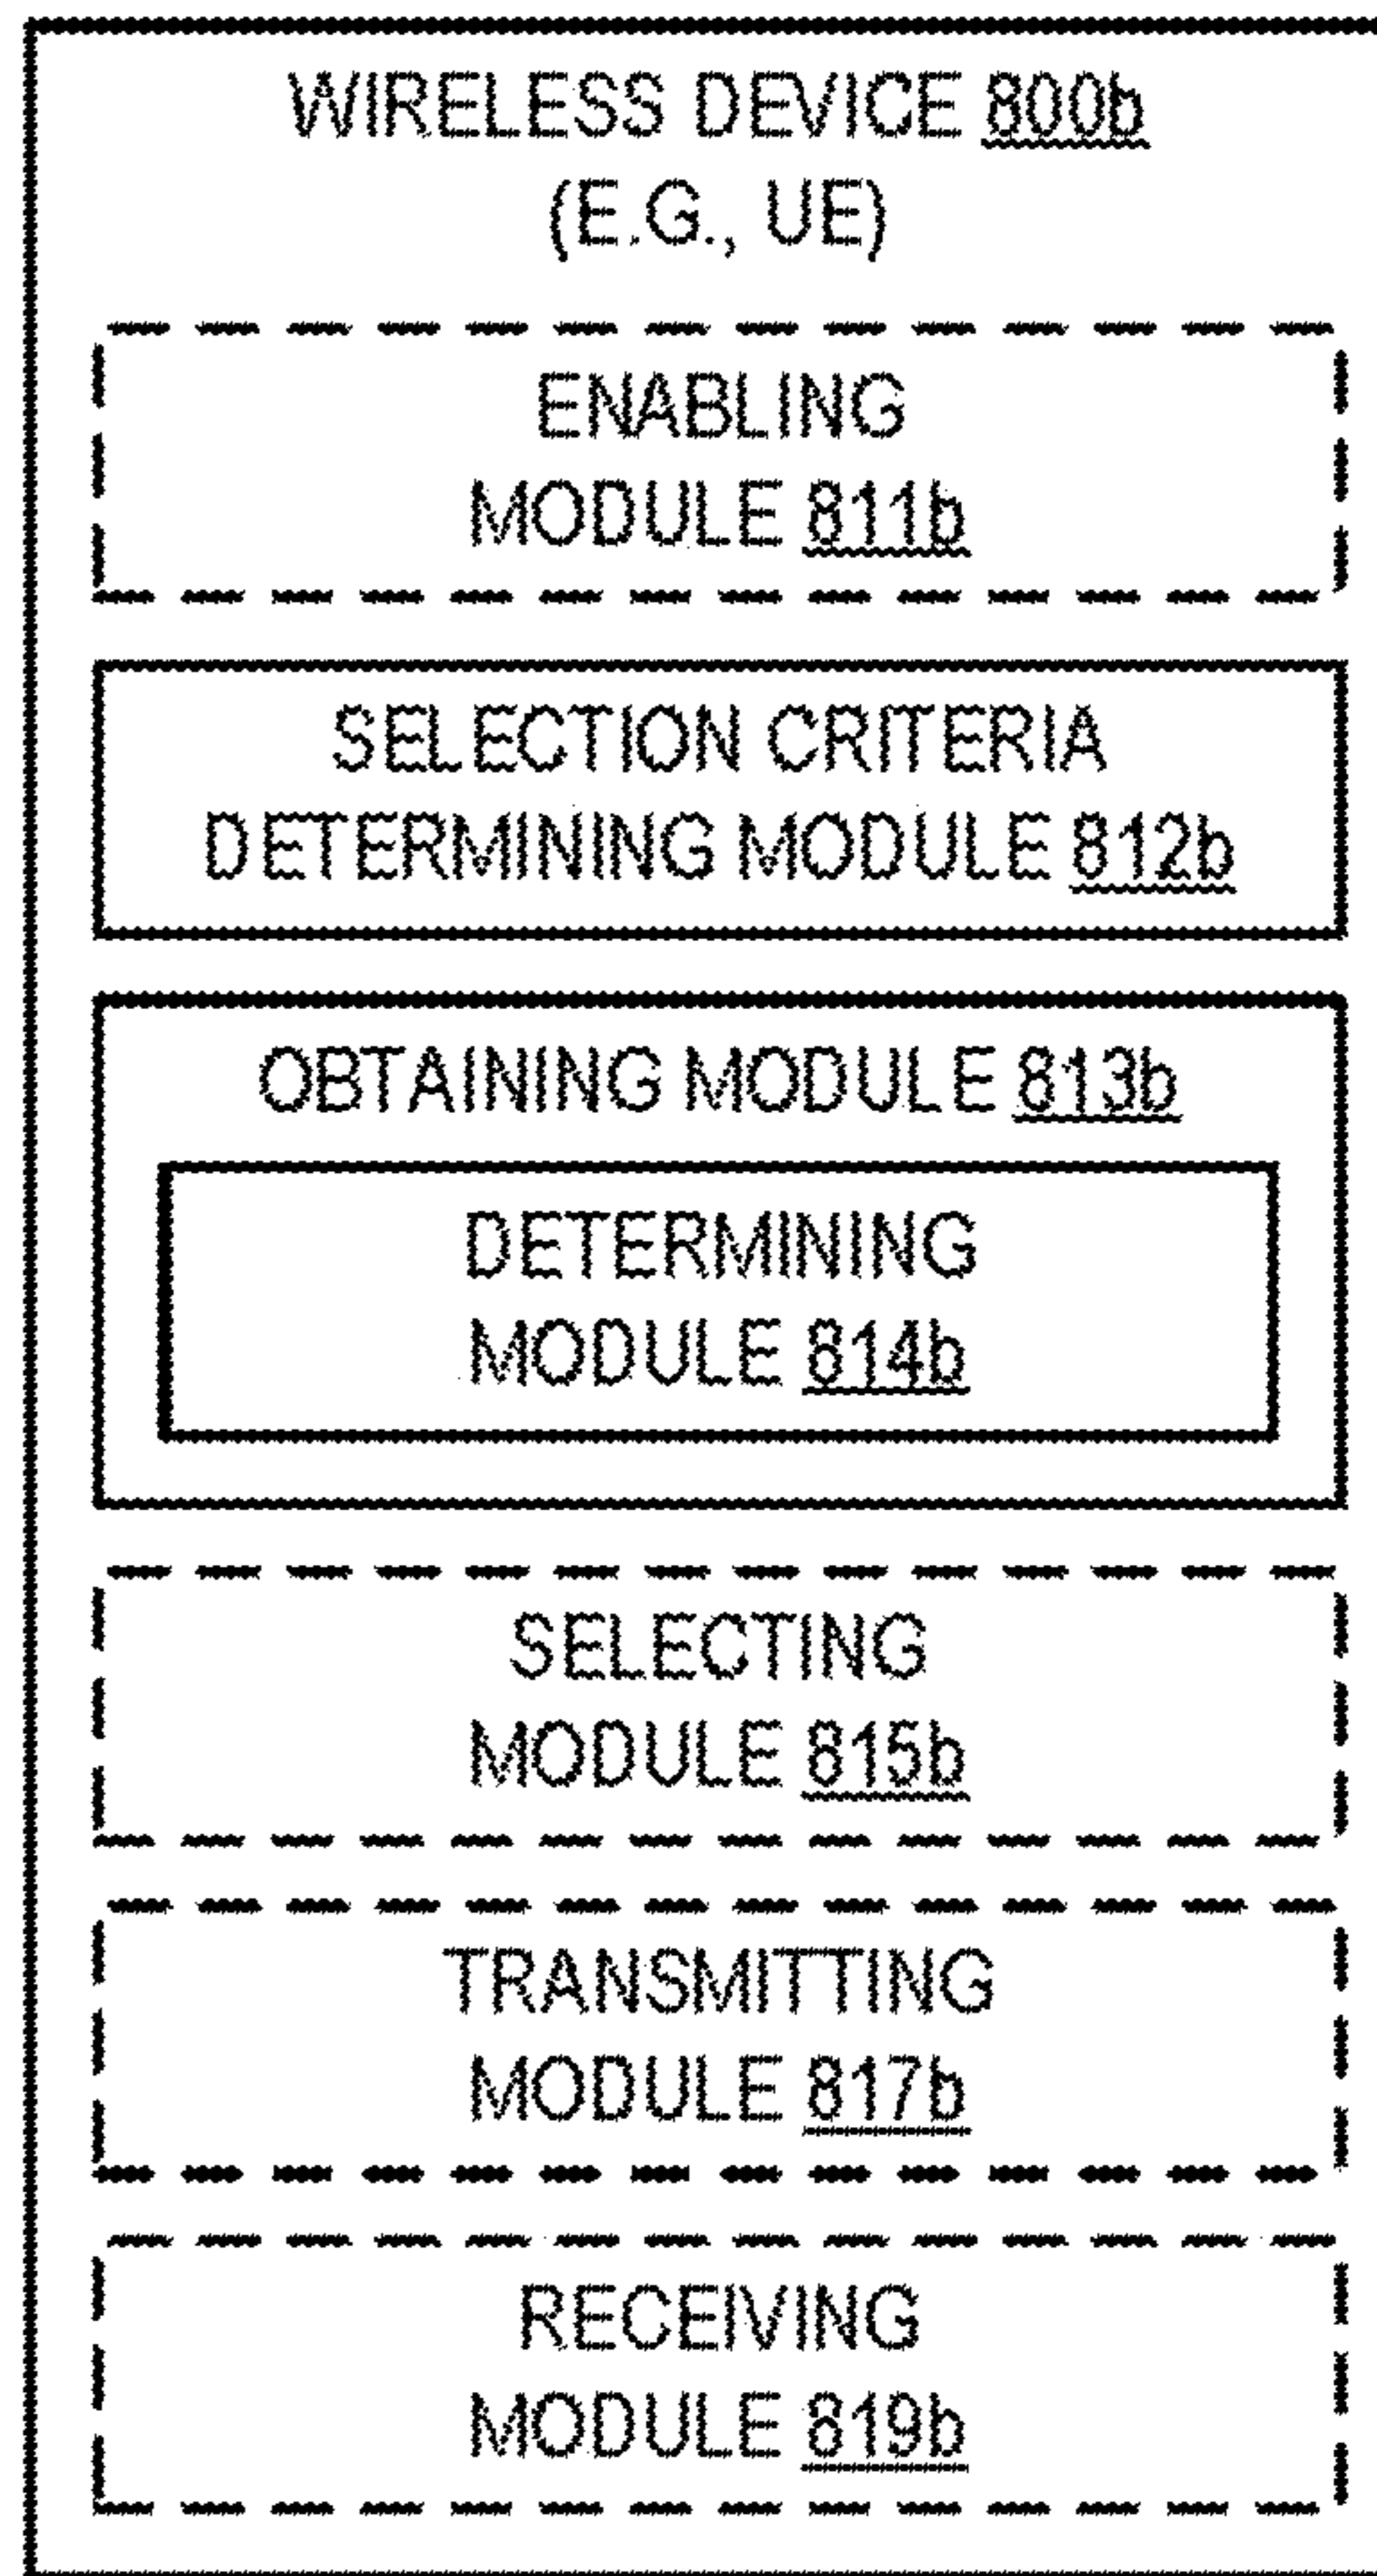 WIRELESS DEVICE 800b
(E.G., UE)
ENABLING
MODULE 811b
SELECTION CRITERIA
DETERMINING MODULE 812b
OBTAINING MODULE 813b
DETERMINING
MODULE 814b
SELECTING
MODULE 815b
TRANSMITTING
MODULE 817b
RECEIVING
MODULE 819b